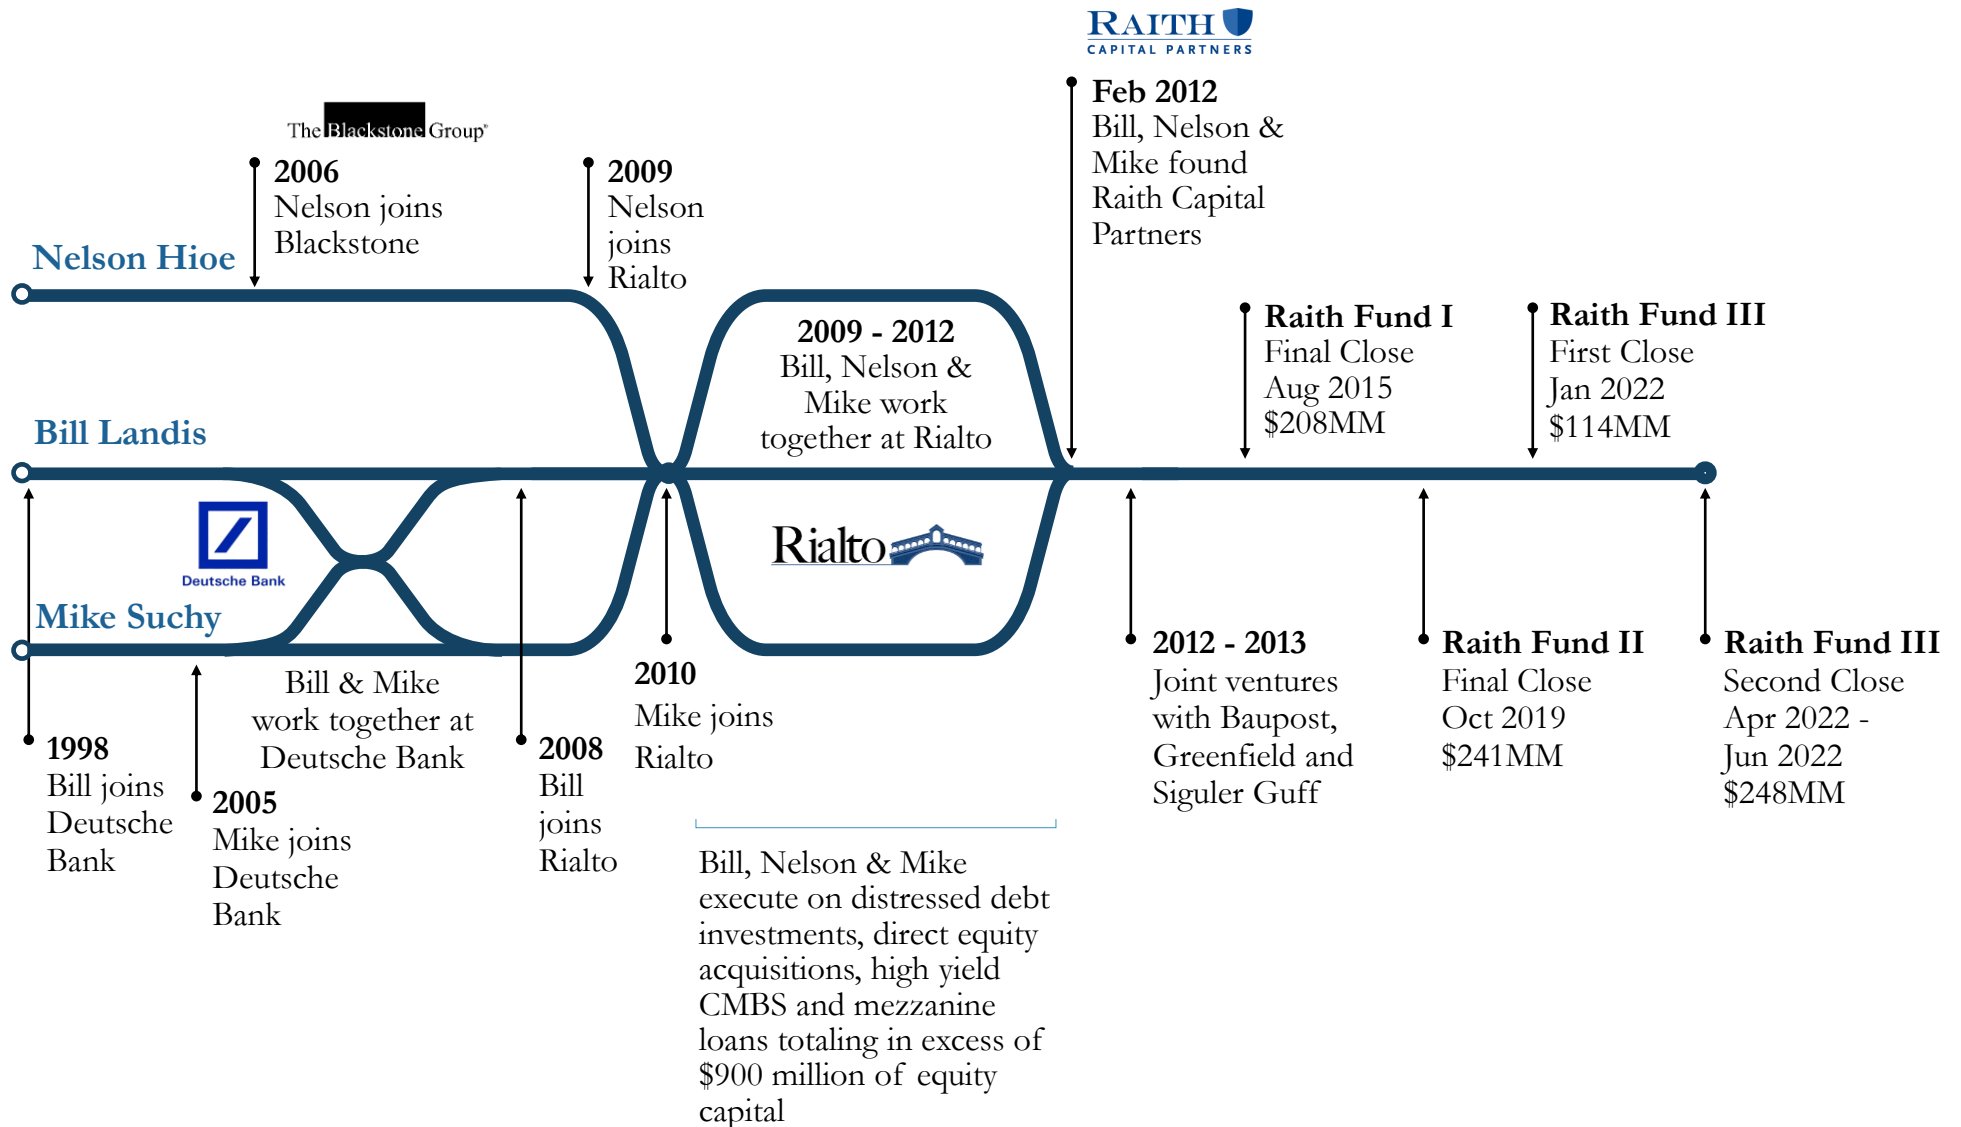 RAITH
CAPITAL PARTNERS
The Blackstone Group®
Feb 2012
Bill, Nelson &
Mike found
Raith Capital
Partners
2006
Nelson joins
Blackstone
2009
Nelson
joins
Rialto
Nelson Hioe
2009 - 2012
Bill, Nelson &
Mike work
together at Rialto
Raith Fund I
Final Close
Aug 2015
$208MM
Raith Fund III
First Close
Jan 2022
$114MM
Bill Landis
Deutsche Bank
Rialto
Mike Suchy
Bill & Mike
work together at
Deutsche Bank
1998
Bill joins
Deutsche
Bank
2005
Mike joins
Deutsche
Bank
2008
Bill
joins
Rialto
2010
Mike joins
Rialto
2012 - 2013
Joint ventures
with Baupost,
Greenfield and
Siguler Guff
Raith Fund II
Final Close
Oct 2019
$241MM
Raith Fund III
Second Close
Apr 2022 -
Jun 2022
$248MM
Bill, Nelson & Mike
execute on distressed debt
investments, direct equity
acquisitions, high yield
CMBS and mezzanine
loans totaling in excess of
$900 million of equity
capital